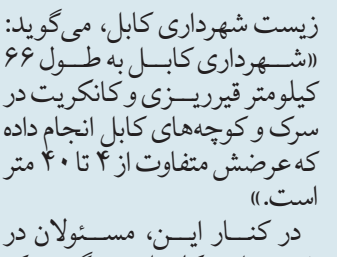 زیست شهرداری کابل، می‌گوید:
«شهرداری کابل به طول ۶۶
کیلومتر قیرریزی و کانکریت در
سرک و کوچه‌های کابل انجام داده
که عرضش متفاوت از ۴ تا ۴۰ متر
است.»
در کنار این، مسئولان در